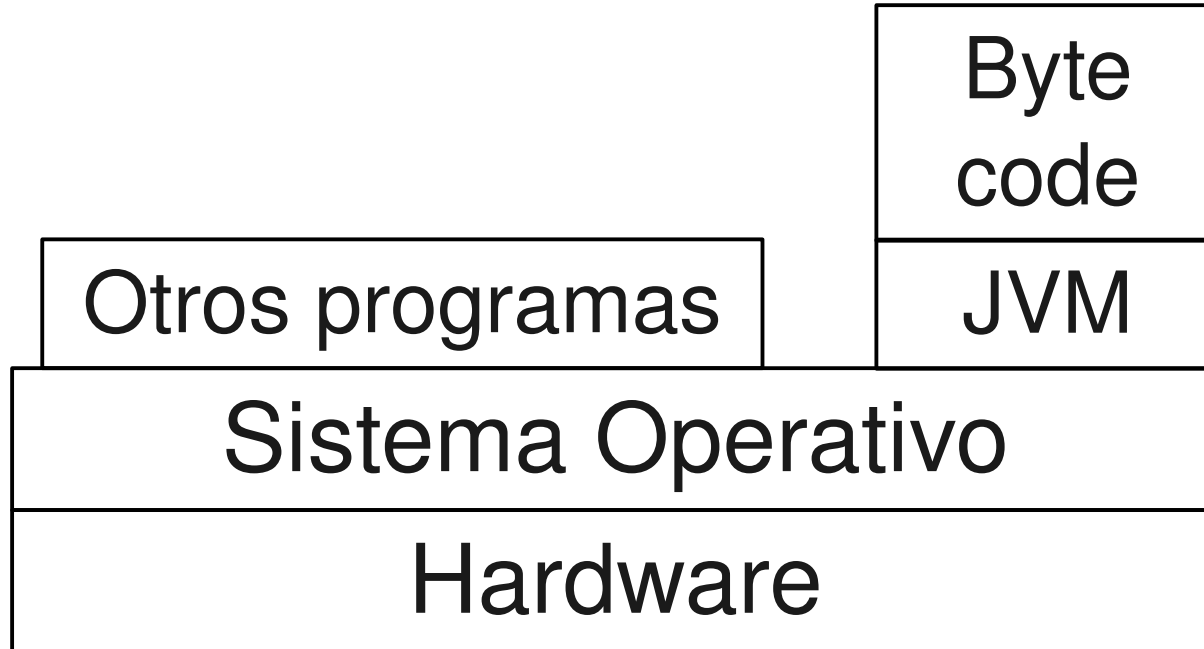 Byte
code
Otros programas
JVM
Sistema Operativo
Hardware